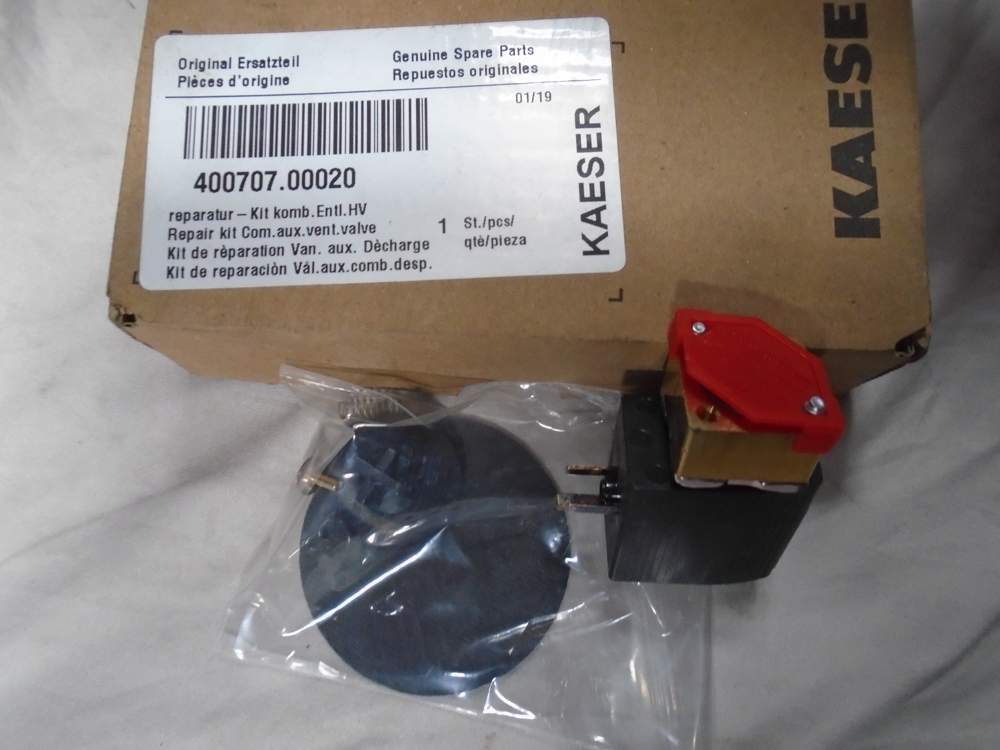 Original Ersatzteil
Pièces d'origine
Genuine Spare Parts
Repuestos originales
01/19
400707.00020
reparatur – Kit komb.Entl.HV
Repair kit Com.aux.vent.valve
Kit de rèparation Van. aux. Dècharge
Kit de reparaciòn Vál.aux.comb.desp.
1 St./pcs/
qtè/pieza
KAESER
KAESE